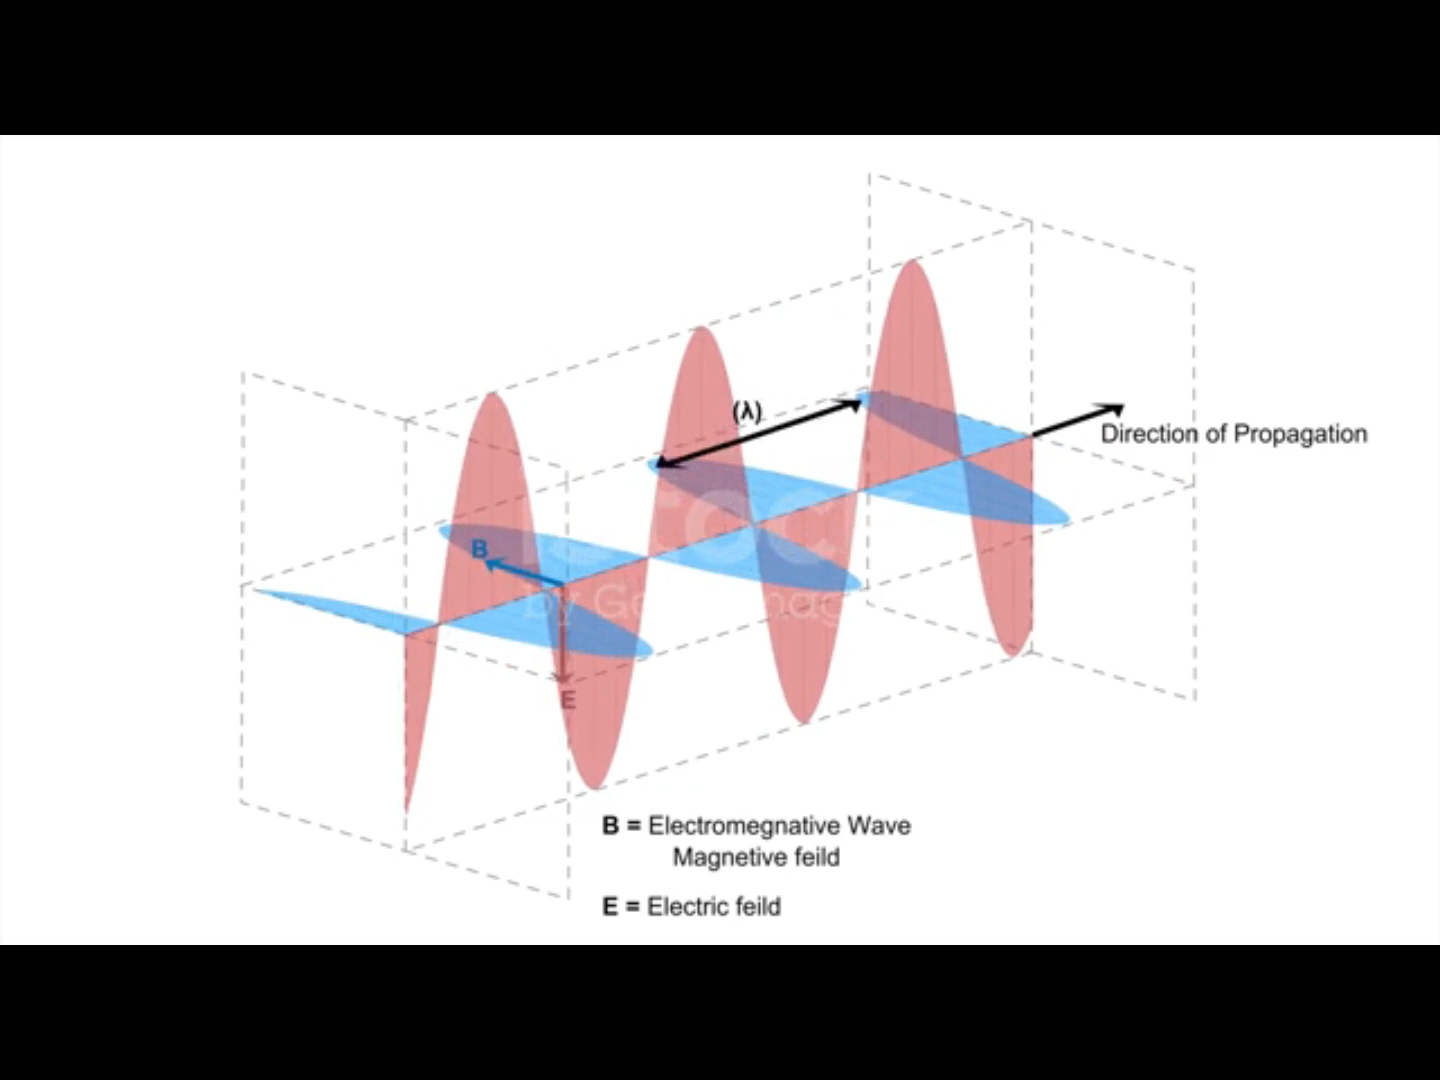 (λ)
Direction of Propagation
B
E
B = Electromegnative Wave
Magnetive feild
E = Electric feild